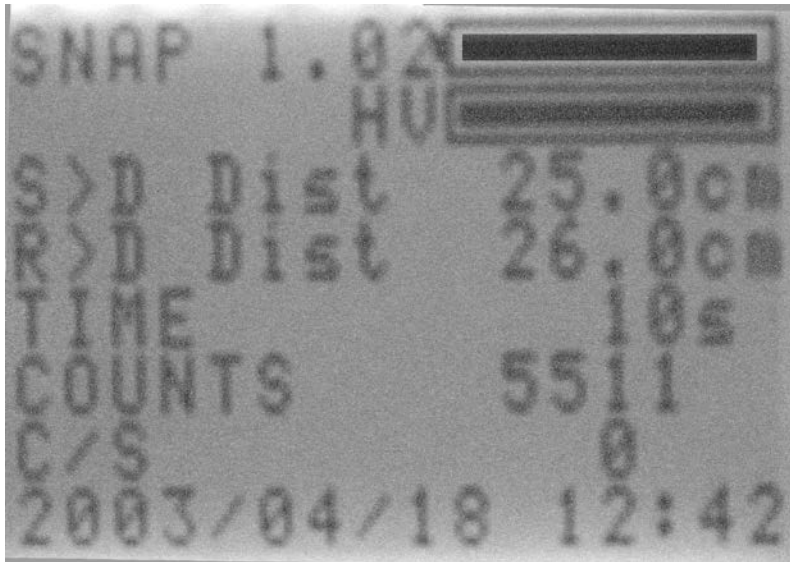 SNAP 1.02
HV
S>D Dist 25.0cm
R>D Dist 26.0cm
TIME 10s
COUNTS 5511
C/S 0
2003/04/18 12:42